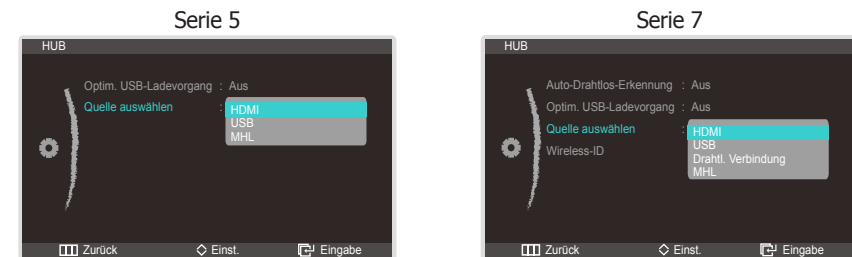 Serie 5
HUB
Optim. USB-Ladevorgang : Aus
Quelle auswählen : HDMI
USB
MHL
Zurück Einst. Eingabe
Serie 7
HUB
Auto-Drahtlos-Erkennung : Aus
Optim. USB-Ladevorgang : Aus
Quelle auswählen : HDMI
USB
Wireless-ID
Drahtl. Verbindung
MHL
Zurück Einst. Eingabe